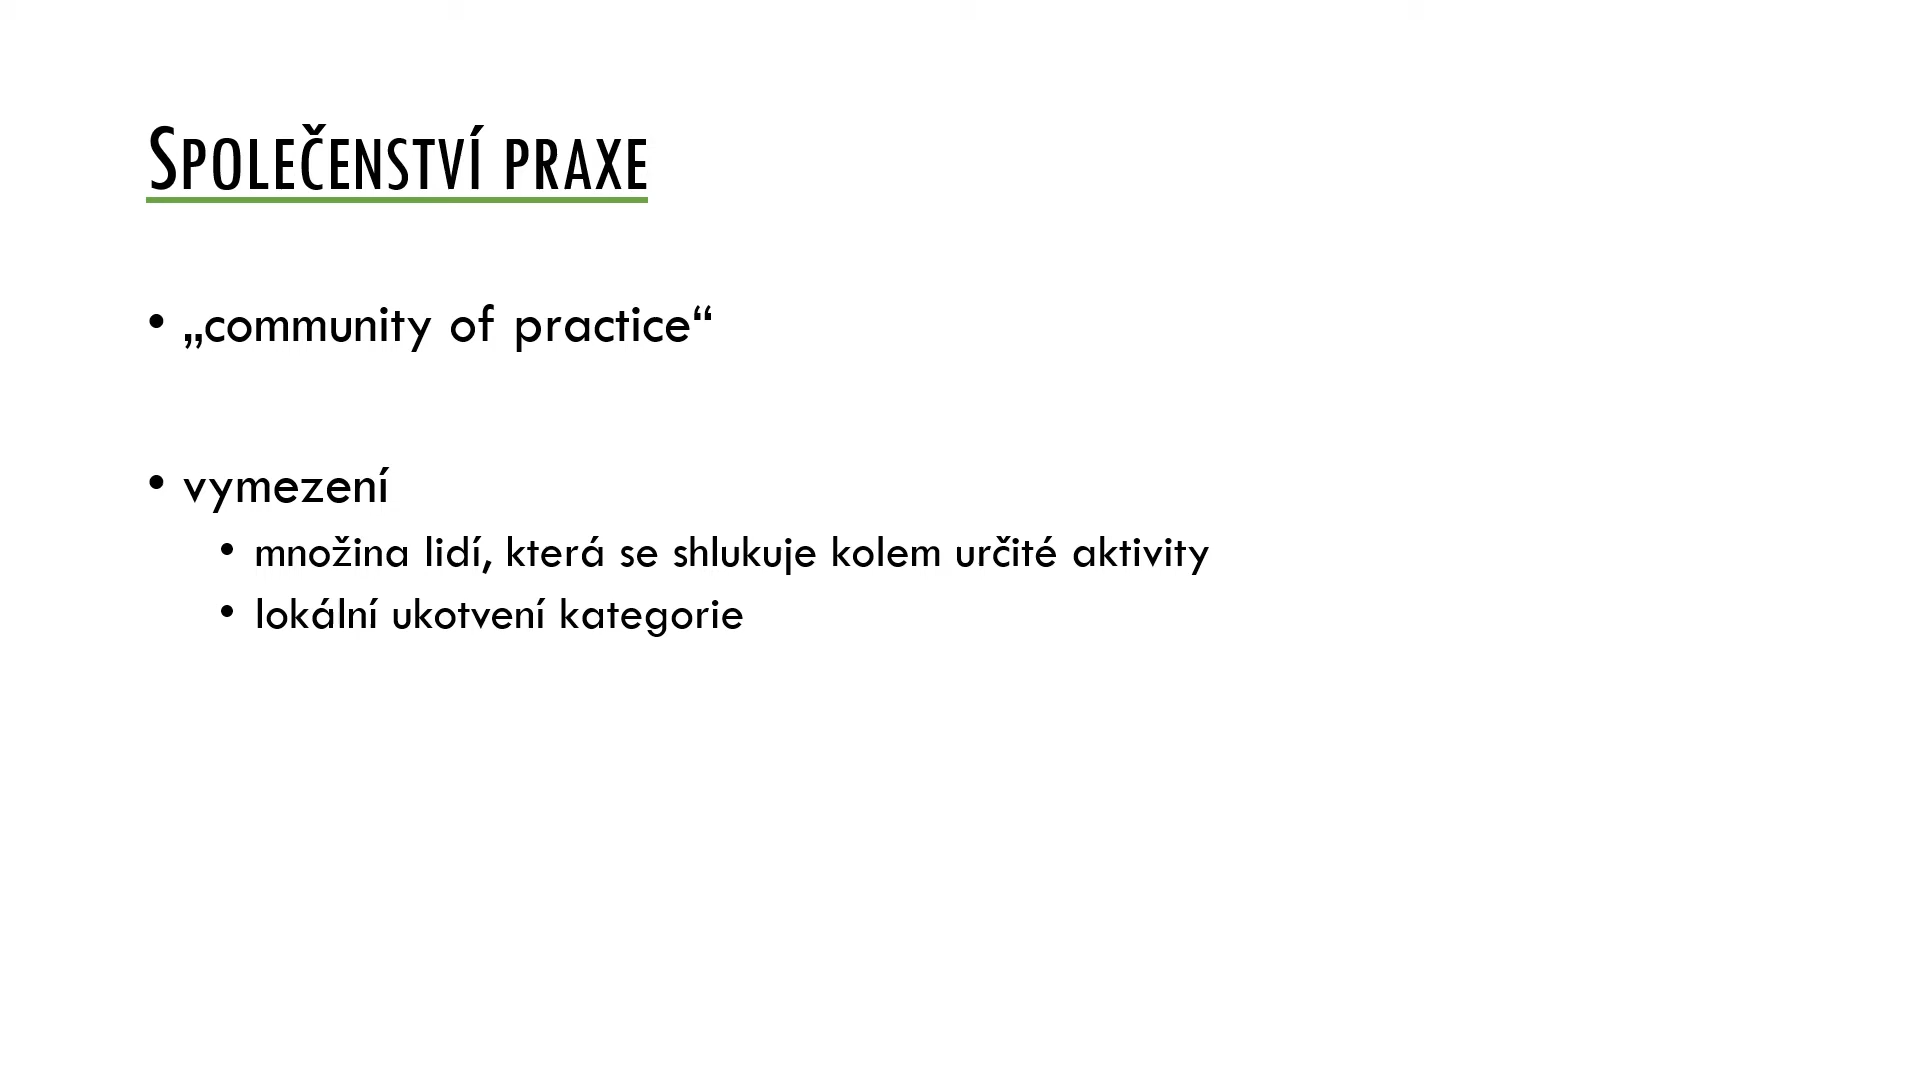 Společenství praxe
• „community of practice“
• vymezení
• množina lidí, která se shlukuje kolem určité aktivity
• lokální ukotvení kategorie